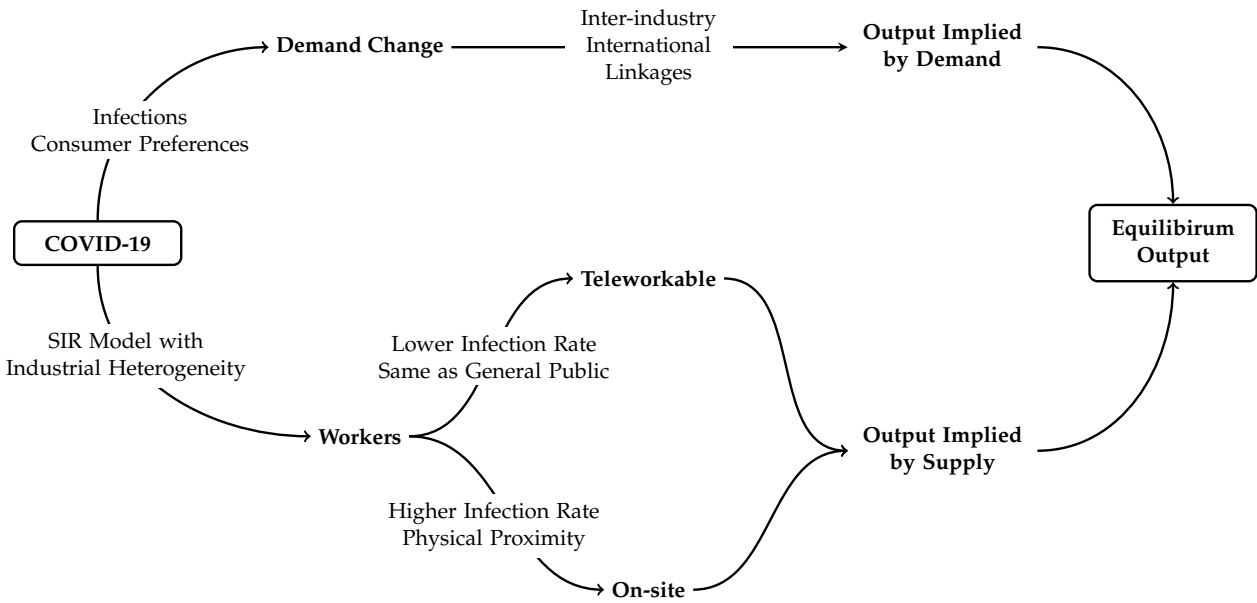 Demand Change
Inter-industry
International
Linkages
Output Implied
by Demand
Infections
Consumer Preferences
COVID-19
Equilibirum
Output
Teleworkable
SIR Model with
Industrial Heterogeneity
Lower Infection Rate
Same as General Public
Workers
Output Implied
by Supply
Higher Infection Rate
Physical Proximity
On-site